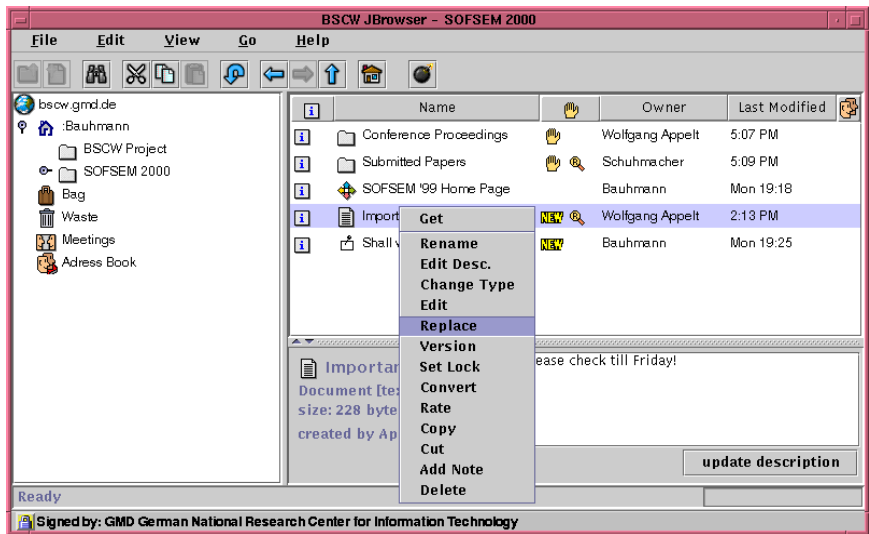 BSCW JBrowser - SOFSEM 2000
File Edit View Go Help
bscw.gmd.de
:Bauhmann
BSCW Project
SOFSEM 2000
Bag
Waste
Meetings
Adress Book
Name Owner Last Modified
Conference Proceedings Wolfgang Appelt 5:07 PM
Submitted Papers Schuhmacher 5:09 PM
SOFSEM '99 Home Page Bauhmann Mon 19:18
Import NEW Wolfgang Appelt 2:13 PM
Shall NEW Bauhmann Mon 19:25
Get
Rename
Edit Desc.
Change Type
Edit
Replace
Version
Set Lock
Convert
Rate
Copy
Cut
Add Note
Delete
Importan
ease check till Friday!
Document [tex
size: 228 byte
created by Ap
update description
Ready
Signed by: GMD German National Research Center for Information Technology